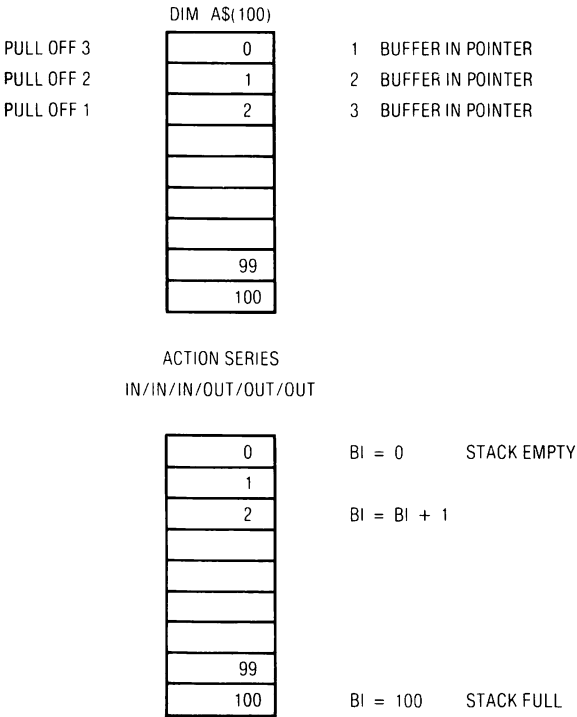 DIM A$(100)
PULL OFF 3 0 1 BUFFER IN POINTER
PULL OFF 2 1 2 BUFFER IN POINTER
PULL OFF 1 2 3 BUFFER IN POINTER
99
100
ACTION SERIES
IN/IN/IN/OUT/OUT/OUT
0 BI = 0 STACK EMPTY
1
2 BI = BI + 1
99
100 BI = 100 STACK FULL